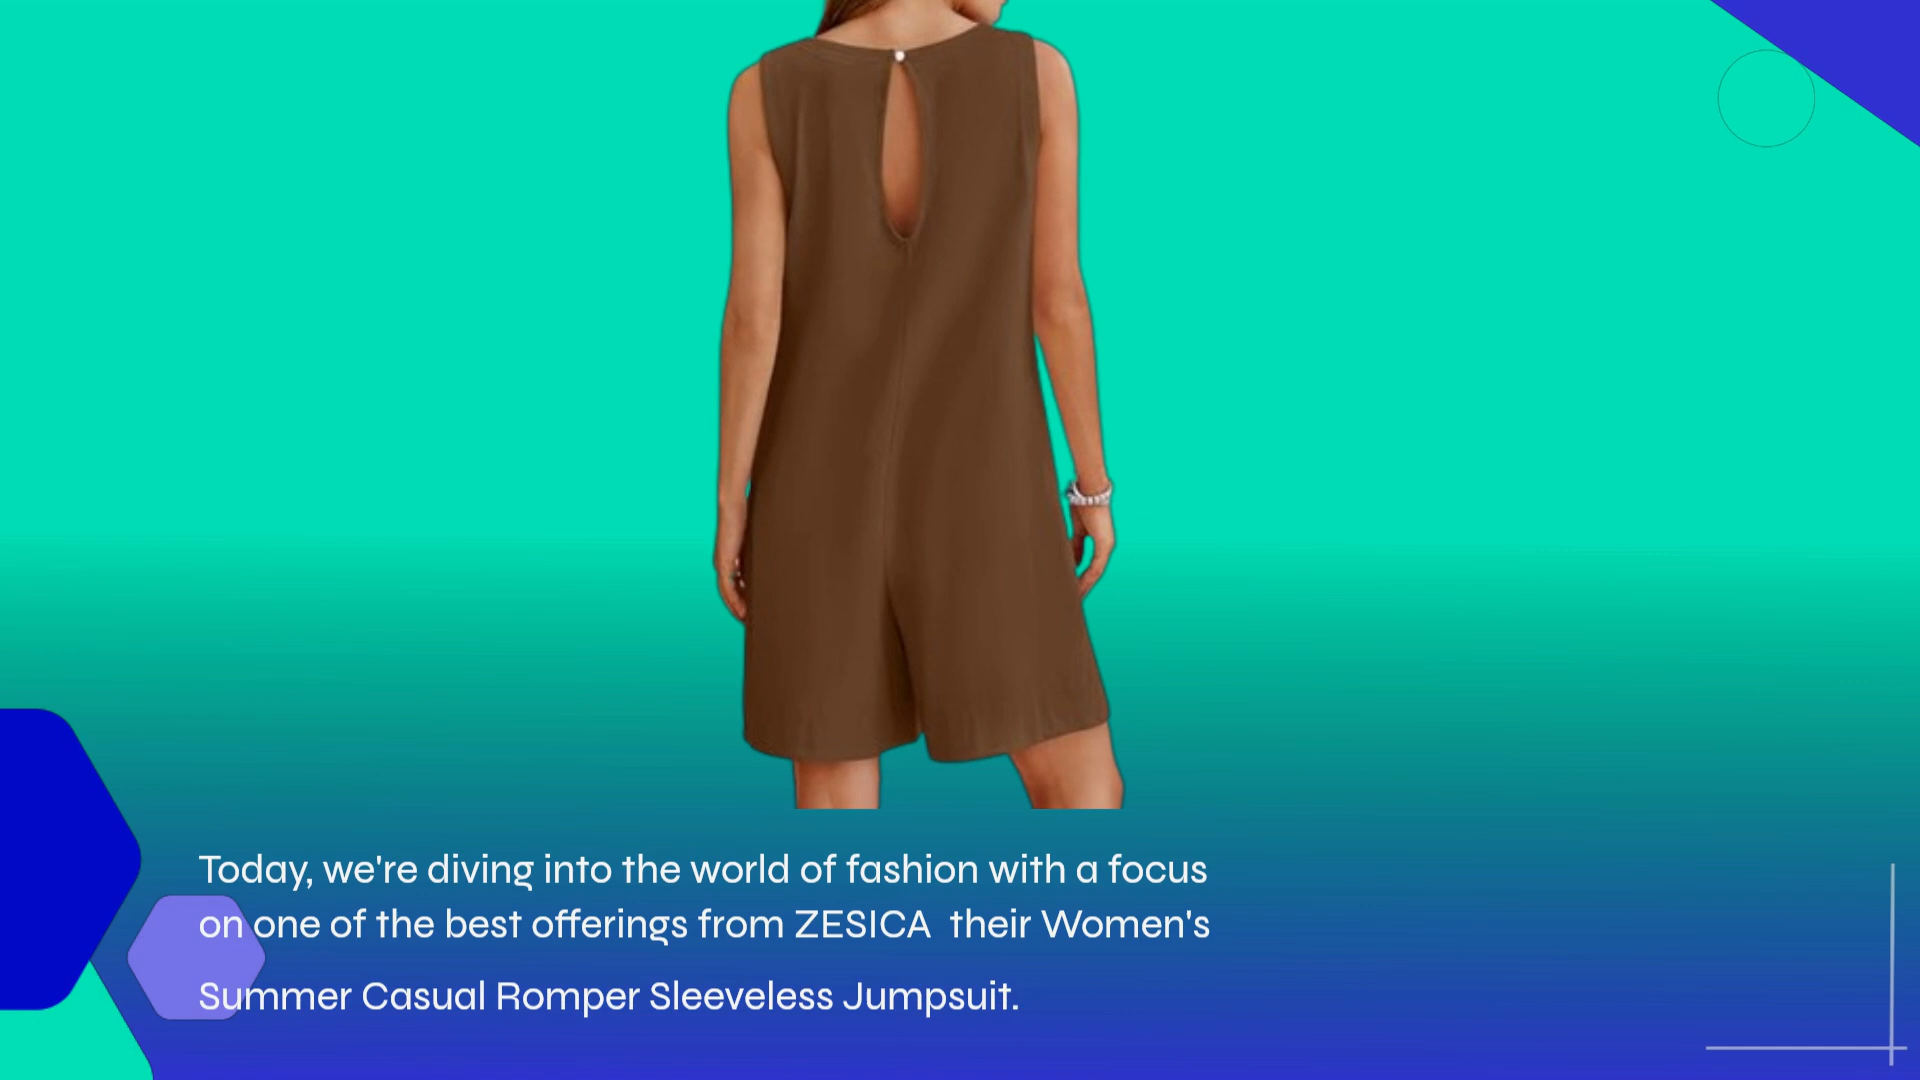 Today, we're diving into the world of fashion with a focus
on one of the best offerings from ZESICA  their Women's
Summer Casual Romper Sleeveless Jumpsuit.